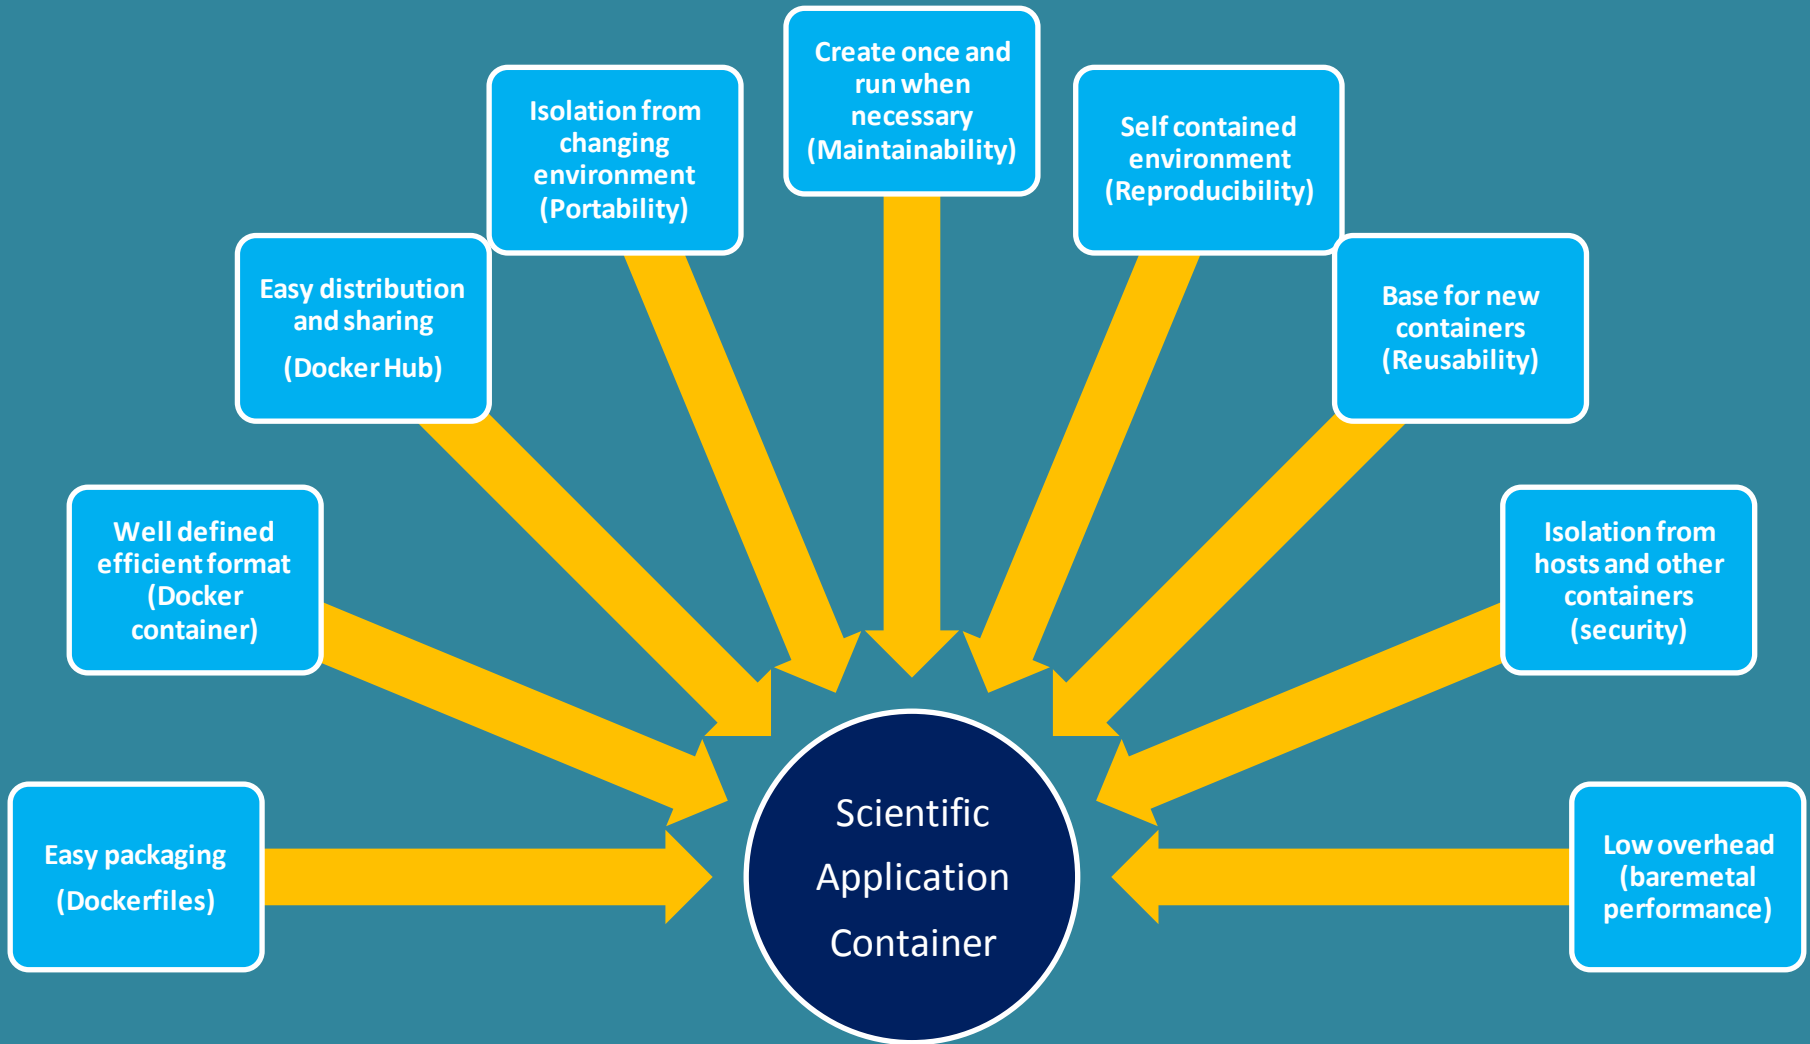 Create once and
run when
necessary
(Maintainability)
Isolation from
changing
environment
(Portability)
Self contained
environment
(Reproducibility)
Easy distribution
and sharing
(Docker Hub)
Base for new
containers
(Reusability)
Well defined
efficient format
(Docker
container)
Isolation from
hosts and other
containers
(security)
Easy packaging
(Dockerfiles)
Scientific
Application
Container
Low overhead
(baremetal
performance)